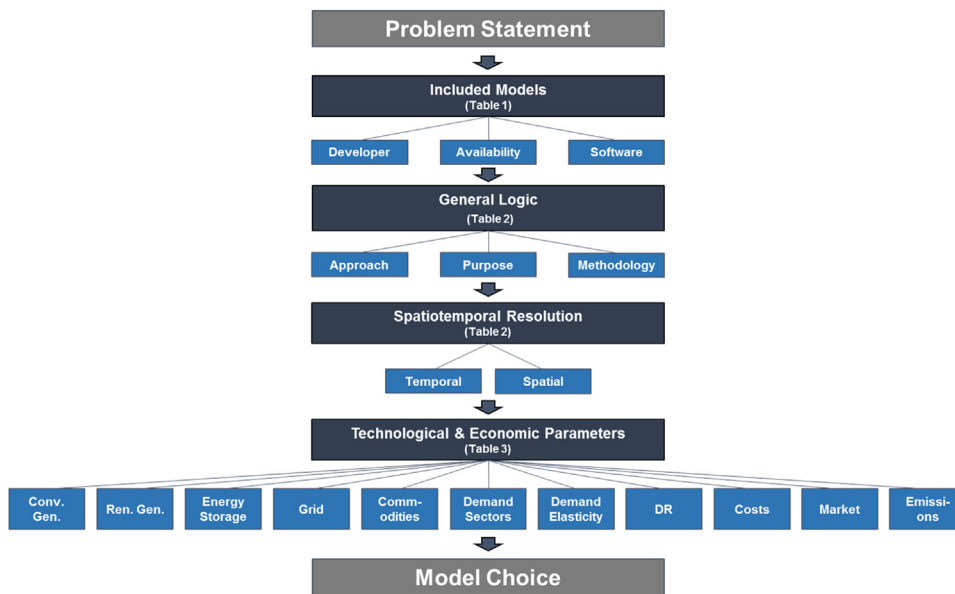 Problem Statement
Included Models
(Table 1)
Developer
Availability
Software
General Logic
(Table 2)
Approach
Purpose
Methodology
Spatiotemporal Resolution
(Table 2)
Temporal
Spatial
Technological & Economic Parameters
(Table 3)
Conv.
Gen.
Ren. Gen.
Energy
Storage
Grid
Comm-
odities
Demand
Sectors
Demand
Elasticity
DR
Costs
Market
Emissi-
ons
Model Choice